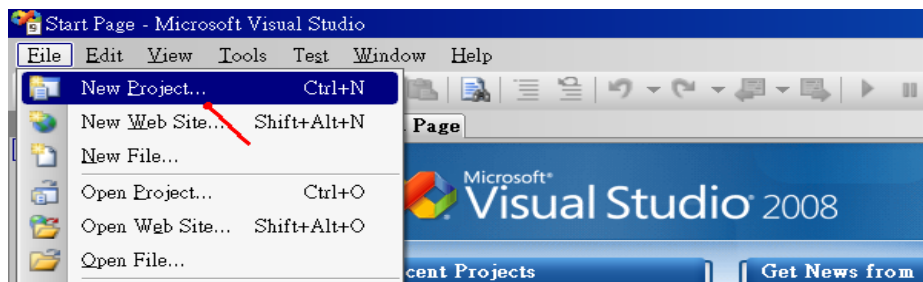 Start Page - Microsoft Visual Studio
File Edit View Tools Test Window Help
New Project... Ctrl+N
New Web Site... Shift+Alt+N
Page
New File...
Microsoft
Visual Studio 2008
Open Project... Ctrl+O
Open Web Site... Shift+Alt+O
Open File...
cent Projects
Get News from